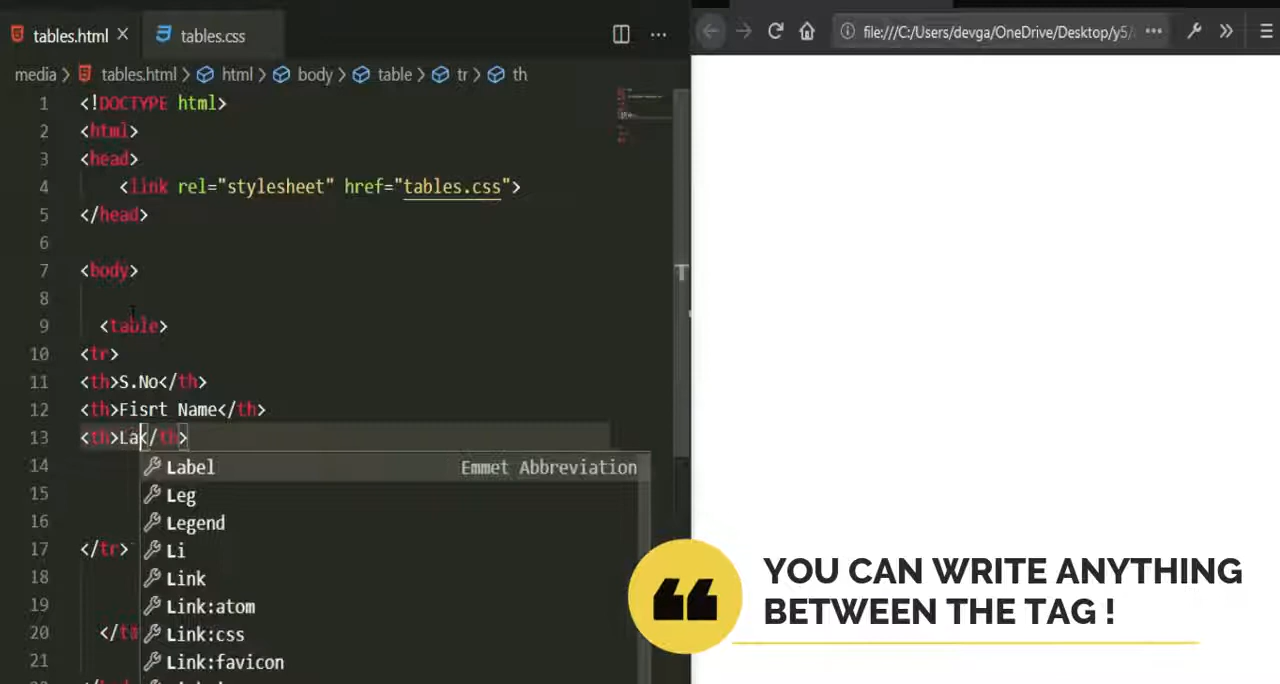 tables.html
tables.css
media > tables.html > html > body > table > tr > th
file:///C:/Users/devga/OneDrive/Desktop/y5/
1 <!DOCTYPE html>
2 <html>
3 <head>
4 <link rel="stylesheet" href="tables.css">
5 </head>
6
7 <body>
8
9 <table>
10 <tr>
11 <th>S.No</th>
12 <th>Fisrt Name</th>
13 <th>La</th>
14 Label Emmet Abbreviation
15 Leg
16 Legend
17 </tr> Li
18 Link
19 Link:atom
20 </ta Link:css
21 Link:favicon
T
YOU CAN WRITE ANYTHING
BETWEEN THE TAG !